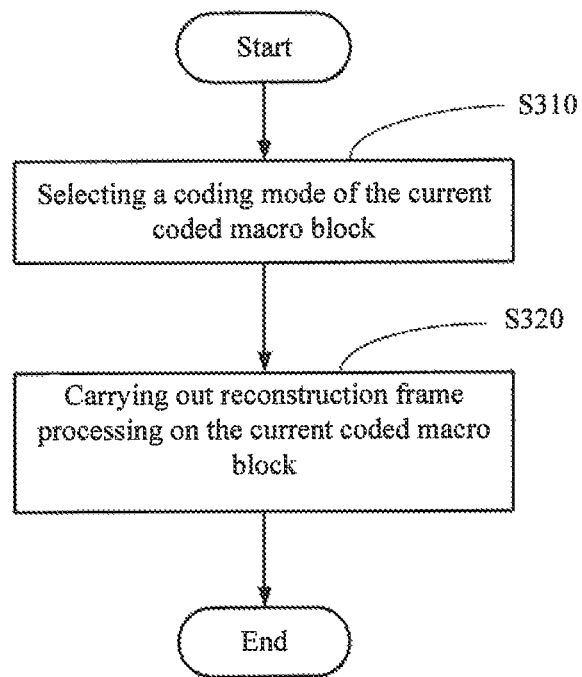 Start
S310
Selecting a coding mode of the current
coded macro block
S320
Carrying out reconstruction frame
processing on the current coded macro
block
End